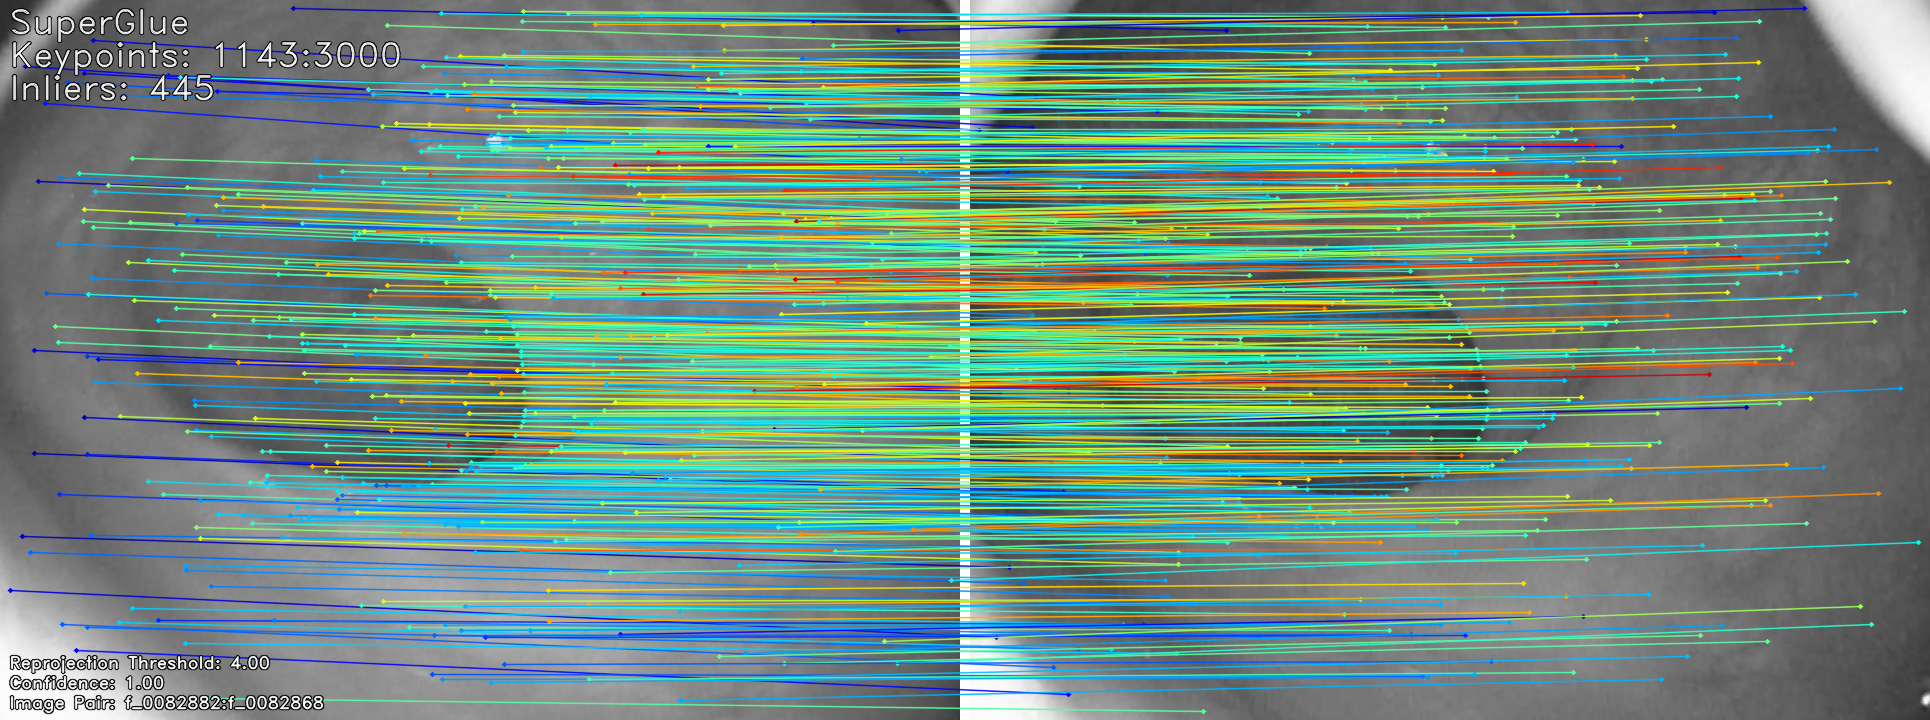 SuperGlue
Keypoints: 1143:3000
Inliers: 445
Reprojection Threshold: 4.00
Confidence: 1.00
Image Pair: f_0082882:f_0082868